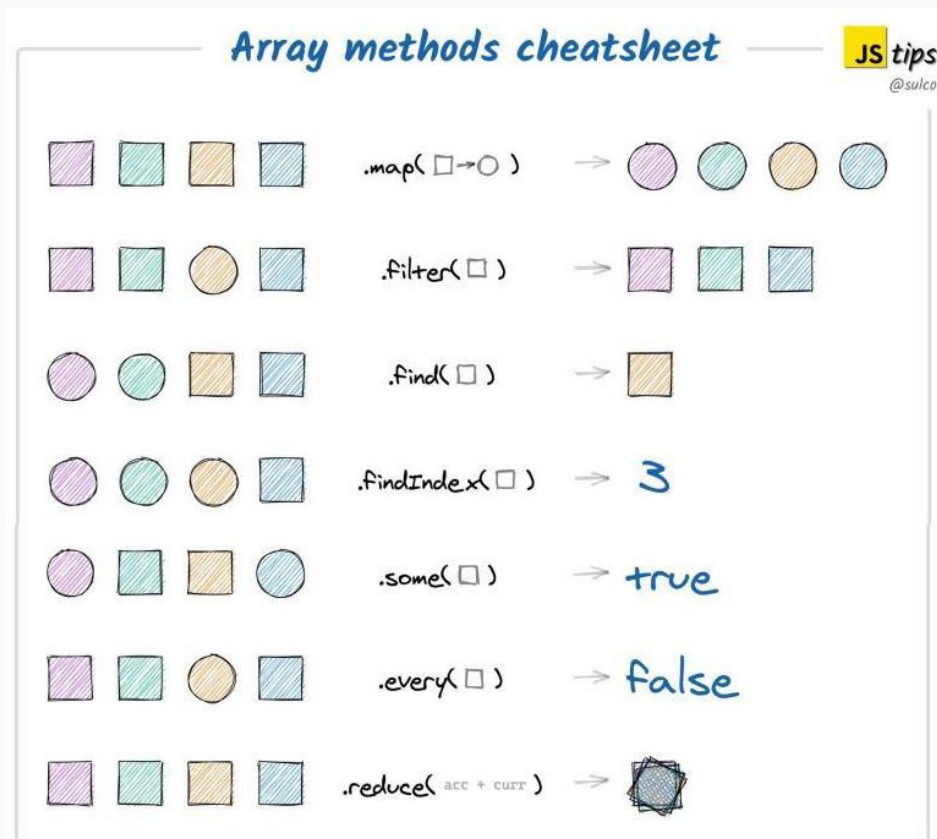 Array methods cheatsheet
JS tips
@sulco
.map( □→○ )
.filter( □ )
.find( □ )
.findIndex( □ )
3
.some( □ )
true
.every( □ )
false
.reduce( acc + curr )